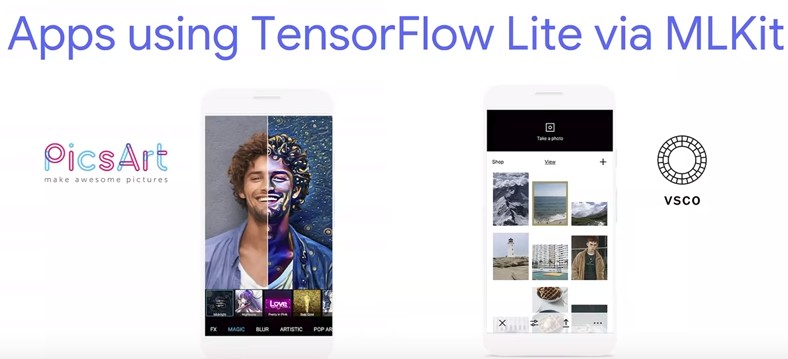 Apps using TensorFlow Lite via MLKit
PicsArt
make awesome pictures
Love
FX MAGIC BLUR ARTISTIC POP AR
Take a photo
Shop View +
VSCO